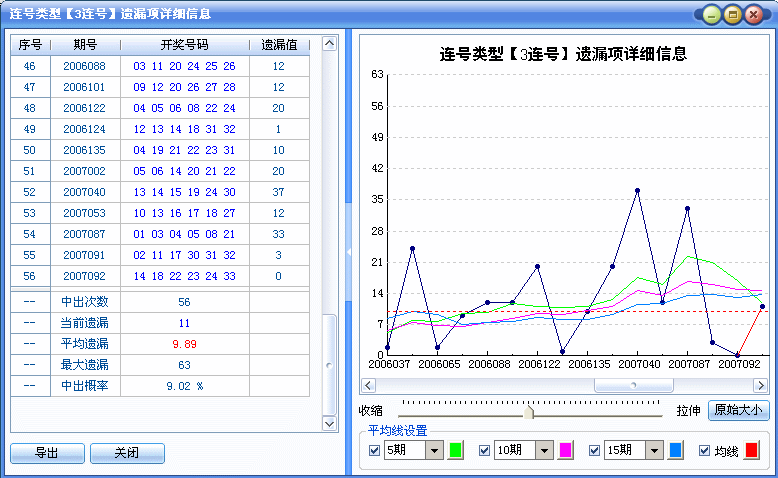 连号类型【3连号】遗漏项详细信息
序号 期号 开奖号码 遗漏值
46 2006088 03 11 20 24 25 26 12
47 2006101 09 12 20 26 27 28 12
48 2006122 04 05 06 08 22 24 20
49 2006124 12 13 14 18 31 32 1
50 2006135 04 19 21 22 23 31 10
51 2007002 05 06 14 20 21 22 20
52 2007040 13 14 15 19 24 30 37
53 2007053 10 13 16 17 18 27 12
54 2007087 01 03 04 05 08 21 33
55 2007091 02 11 17 30 31 32 3
56 2007092 14 18 22 23 24 33 0
-- 中出次数 56
-- 当前遗漏 11
-- 平均遗漏 9.89
-- 最大遗漏 63
-- 中出概率 9.02 %
导出 关闭
连号类型【3连号】遗漏项详细信息
63
56
49
42
35
28
21
14
7
0
2006037 2006065 2006088 2006122 2006135 2007040 2007087 2007092
收缩 拉伸 原始大小
平均线设置
5期 10期 15期 均线